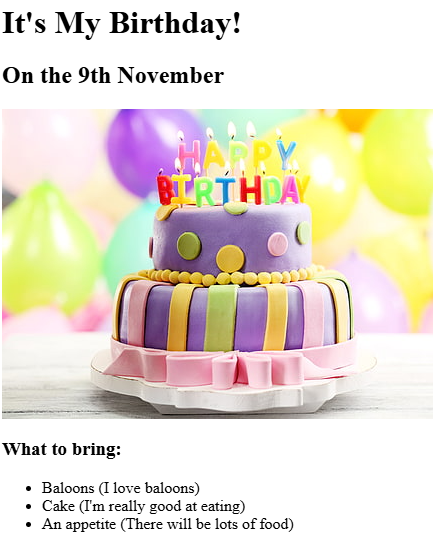 It's My Birthday!
On the 9th November
HAPPY
BIRTHDAY
What to bring:
Baloons (I love baloons)
Cake (I'm really good at eating)
An appetite (There will be lots of food)